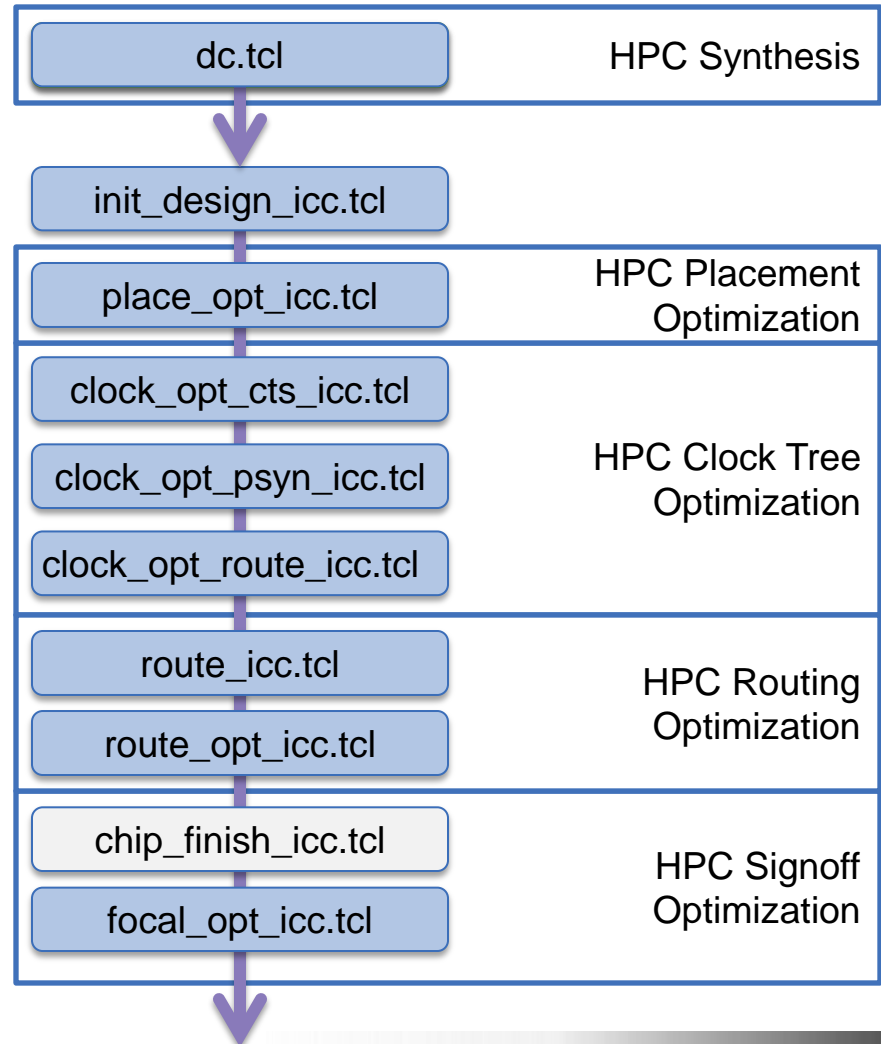 dc.tcl
HPC Synthesis
init_design_icc.tcl
place_opt_icc.tcl
HPC Placement
Optimization
clock_opt_cts_icc.tcl
clock_opt_psyn_icc.tcl
clock_opt_route_icc.tcl
HPC Clock Tree
Optimization
route_icc.tcl
route_opt_icc.tcl
HPC Routing
Optimization
chip_finish_icc.tcl
focal_opt_icc.tcl
HPC Signoff
Optimization